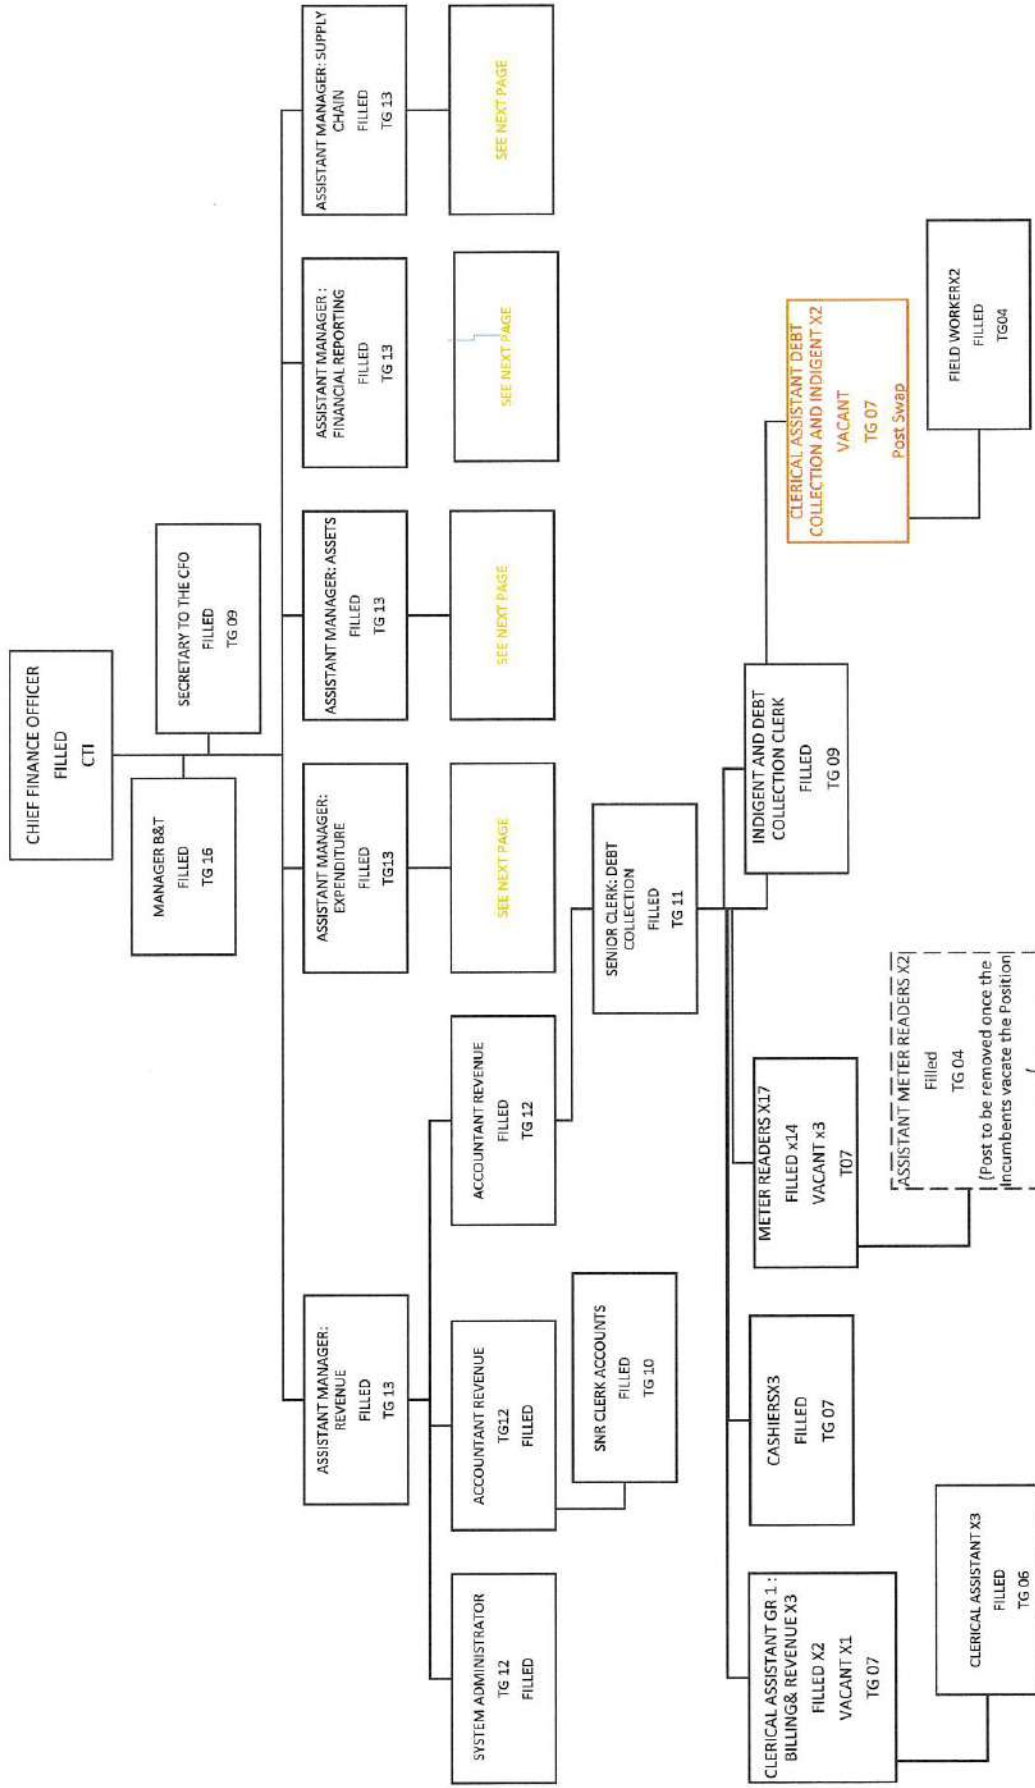 CHIEF FINANCE OFFICER
FILLED
CTI
MANAGER B&T
FILLED
TG 16
SECRETARY TO THE CFO
FILLED
TG 09
ASSISTANT MANAGER:
REVENUE
FILLED
TG 13
ASSISTANT MANAGER:
EXPENDITURE
FILLED
TG13
ASSISTANT MANAGER: ASSETS
FILLED
TG 13
ASSISTANT MANAGER :
FINANCIAL REPORTING
FILLED
TG 13
ASSISTANT MANAGER: SUPPLY
CHAIN
FILLED
TG 13
SYSTEM ADMINISTRATOR
TG 12
FILLED
ACCOUNTANT REVENUE
TG12
FILLED
ACCOUNTANT REVENUE
FILLED
TG 12
SEE NEXT PAGE
SEE NEXT PAGE
SEE NEXT PAGE
SEE NEXT PAGE
SNR CLERK ACCOUNTS
FILLED
TG 10
SENIOR CLERK: DEBT
COLLECTION
FILLED
TG 11
CLERICAL ASSISTANT GR 1 :
BILLING& REVENUE X3
FILLED X2
VACANT X1
TG 07
CASHIERSX3
FILLED
TG 07
METER READERS X17
FILLED x14
VACANT x3
T07
INDIGENT AND DEBT
COLLECTION CLERK
FILLED
TG 09
CLERICAL ASSISTANT DEBT
COLLECTION AND INDIGENT X2
VACANT
TG 07
Post Swap
CLERICAL ASSISTANT X3
FILLED
TG 06
ASSISTANT METER READERS X2
Filled
TG 04
(Post to be removed once the
Incumbents vacate the Position
FIELD WORKERX2
FILLED
TG04